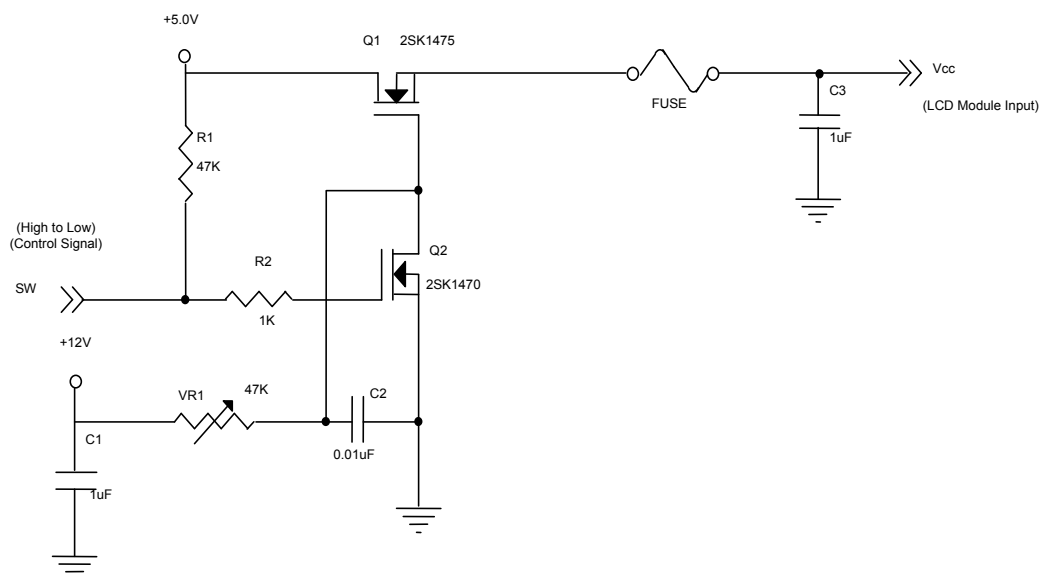 +5.0V
Q1 2SK1475
Vcc
FUSE
C3
(LCD Module Input)
R1
1uF
47K
(High to Low)
(Control Signal)
Q2
R2
SW
2SK1470
1K
+12V
VR1
47K
C2
C1
0.01uF
1uF